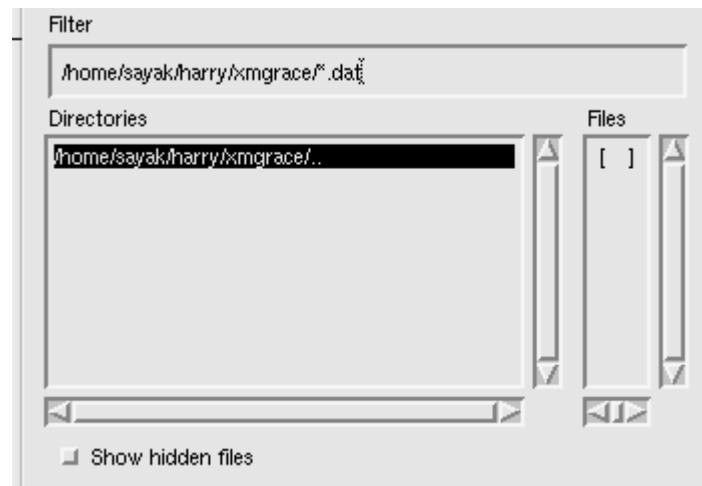 Filter
/home/sayak/harry/xmgrace/*.dat
Directories
Files
/home/sayak/harry/xmgrace/..
[ ]
Show hidden files